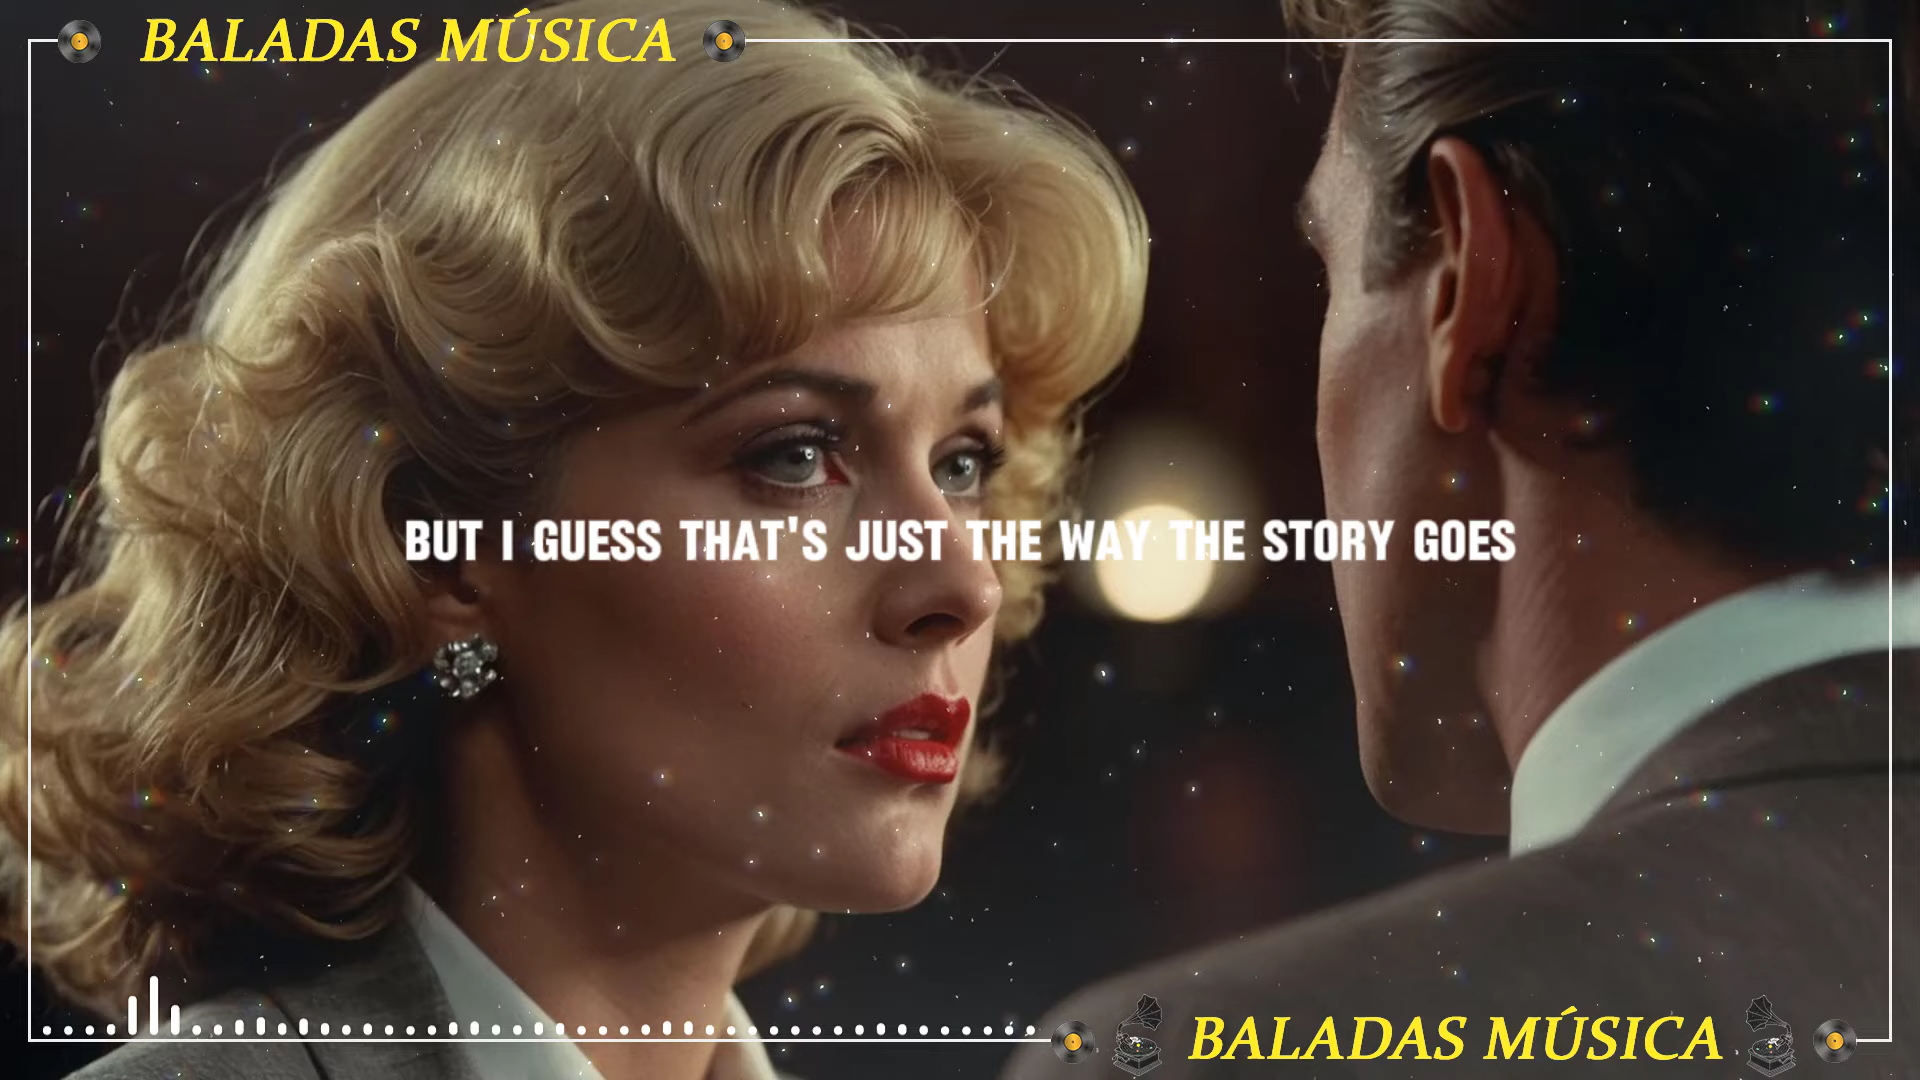 BALADAS MÚSICA
BUT I GUESS THAT'S JUST THE WAY THE STORY GOES
BALADAS MÚSICA